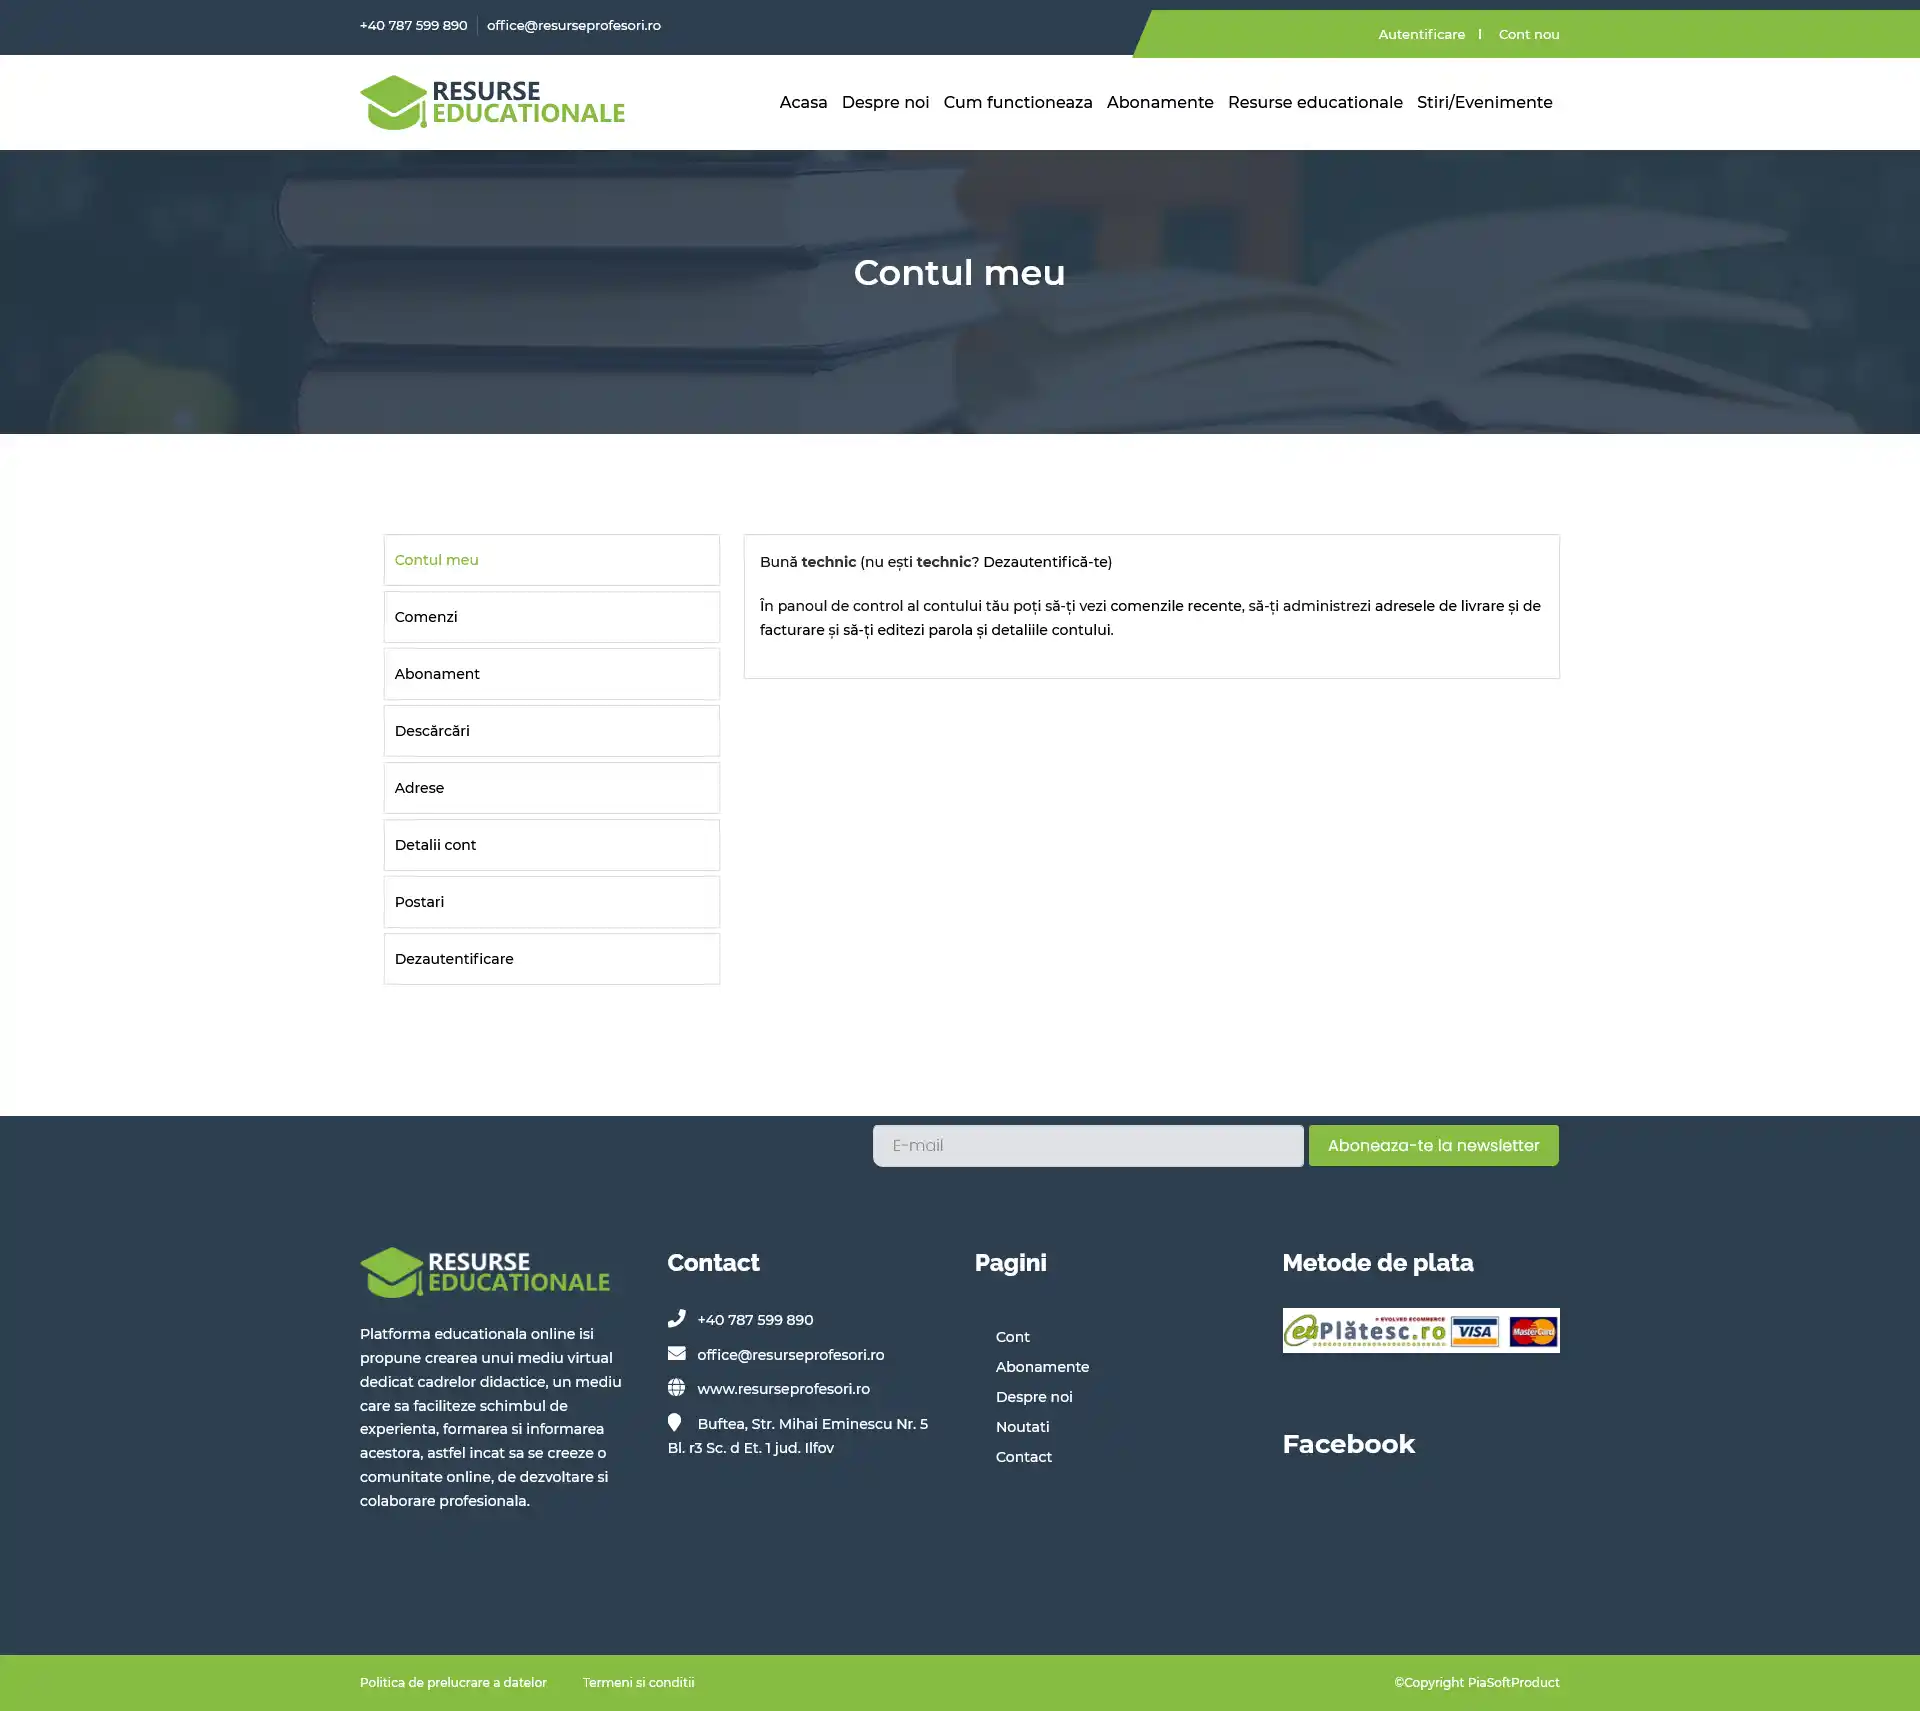 +40 787 599 890 office@resurseprofesori.ro
Autentificare | Cont nou
RESURSE
EDUCATIONALE
Acasa Despre noi Cum functioneaza Abonamente Resurse educationale Stiri/Evenimente
Contul meu
Contul meu
Comenzi
Abonament
Descărcări
Adrese
Detalii cont
Postari
Dezautentificare
Bună technic (nu ești technic? Dezautentifică-te)
În panoul de control al contului tău poți să-ți vezi comenzile recente, să-ți administrezi adresele de livrare și de
facturare și să-ți editezi parola și detaliile contului.
E-mail
Aboneaza-te la newsletter
RESURSE
EDUCATIONALE
Platforma educationala online isi
propune crearea unui mediu virtual
dedicat cadrelor didactice, un mediu
care sa faciliteze schimbul de
experienta, formarea si informarea
acestora, astfel incat sa se creeze o
comunitate online, de dezvoltare si
colaborare profesionala.
Contact
+40 787 599 890
office@resurseprofesori.ro
www.resurseprofesori.ro
Buftea, Str. Mihai Eminescu Nr. 5
Bl. r3 Sc. d Et. 1 jud. Ilfov
Pagini
Cont
Abonamente
Despre noi
Noutati
Contact
Metode de plata
EVOLVED ECOMMERCE
euPlătesc.ro VISA MasterCard
Facebook
Politica de prelucrare a datelor Termeni si conditii
©Copyright PiaSoftProduct